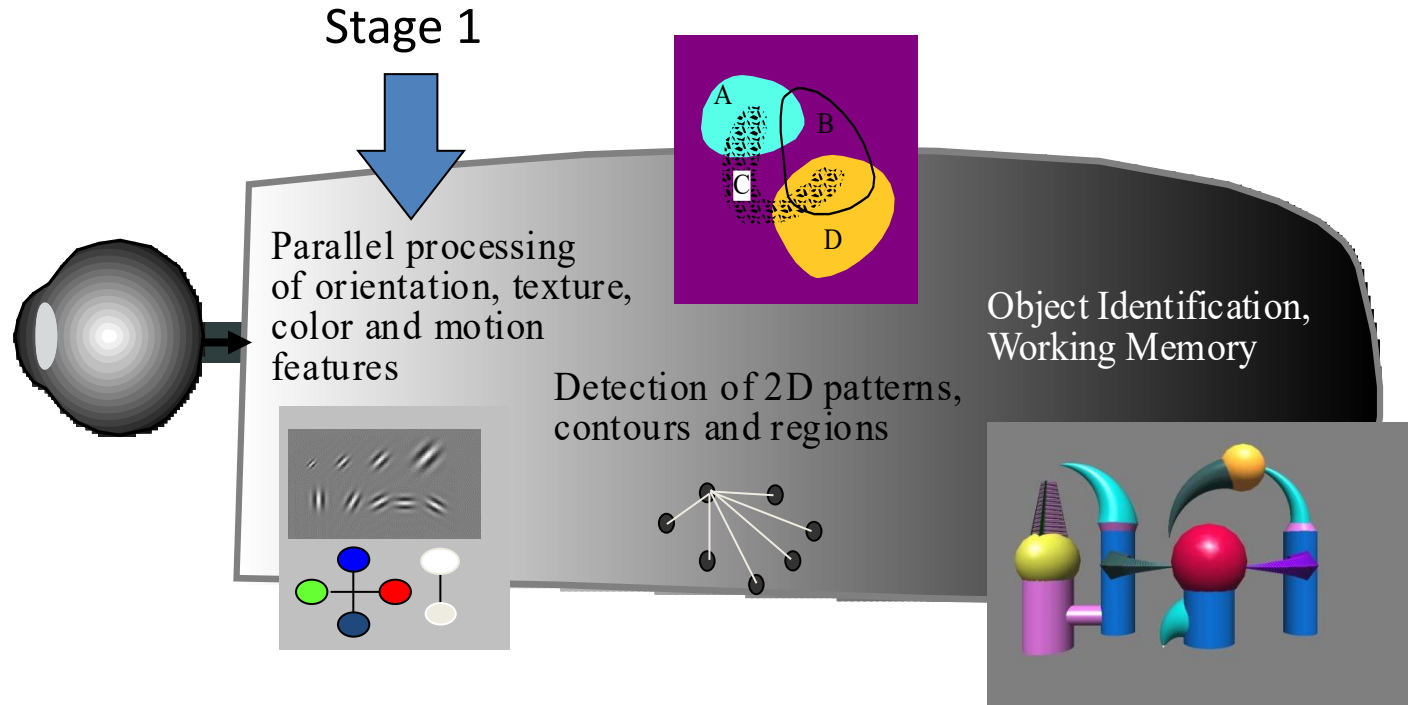 Stage 1
A
B
C
D
Parallel processing
of orientation, texture,
color and motion
features
Object Identification,
Working Memory
Detection of 2D patterns,
contours and regions